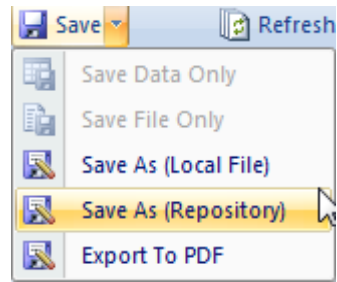 Save Refresh
Save Data Only
Save File Only
Save As (Local File)
Save As (Repository)
Export To PDF